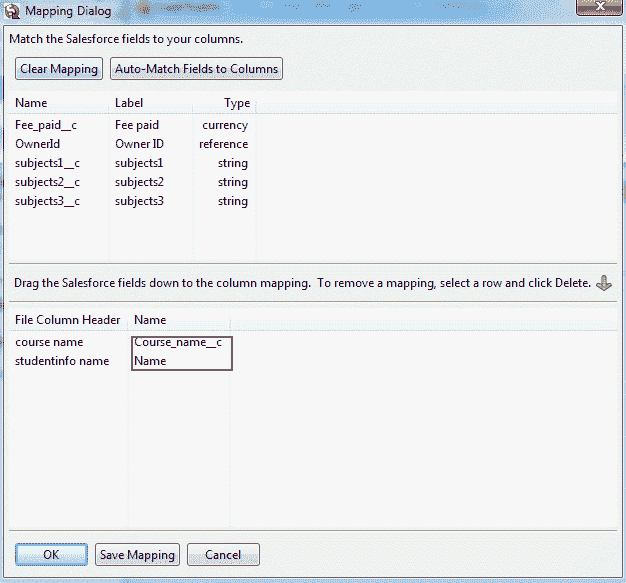 Mapping Dialog
Match the Salesforce fields to your columns.
Clear Mapping Auto-Match Fields to Columns
Name Label Type
Fee_paid__c Fee paid currency
OwnerId Owner ID reference
subjects1__c subjects1 string
subjects2__c subjects2 string
subjects3__c subjects3 string
Drag the Salesforce fields down to the column mapping. To remove a mapping, select a row and click Delete.
File Column Header Name
course name Course_name__c
studentinfo name Name
OK Save Mapping Cancel